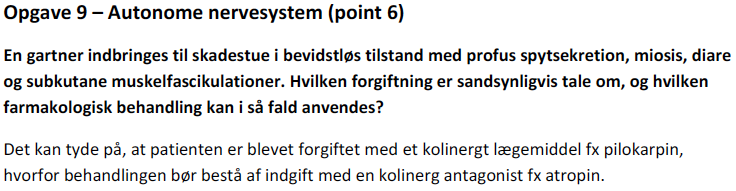 Opgave 9 – Autonome nervesystem (point 6)
En gartner indbringes til skadestue i bevidstløs tilstand med profus spytsekretion, miosis, diare
og subkutane muskelfascikulationer. Hvilken forgiftning er sandsynligvis tale om, og hvilken
farmakologisk behandling kan i så fald anvendes?
Det kan tyde på, at patienten er blevet forgiftet med et kolinergt lægemiddel fx pilokarpin,
hvorfor behandlingen bør bestå af indgift med en kolinerg antagonist fx atropin.